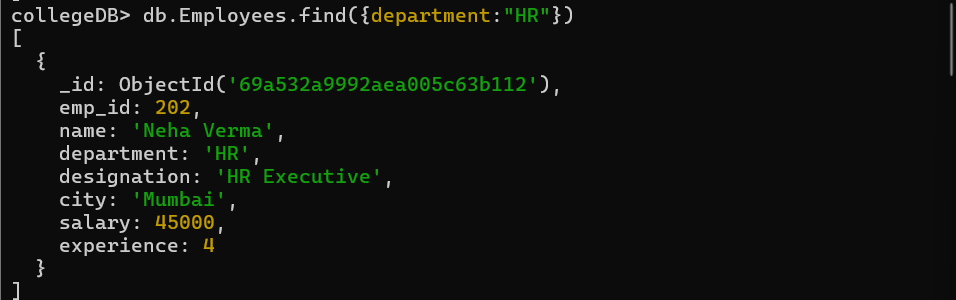 collegeDB> db.Employees.find({department:"HR"})
[
  {
    _id: ObjectId('69a532a9992aea005c63b112'),
    emp_id: 202,
    name: 'Neha Verma',
    department: 'HR',
    designation: 'HR Executive',
    city: 'Mumbai',
    salary: 45000,
    experience: 4
  }
]